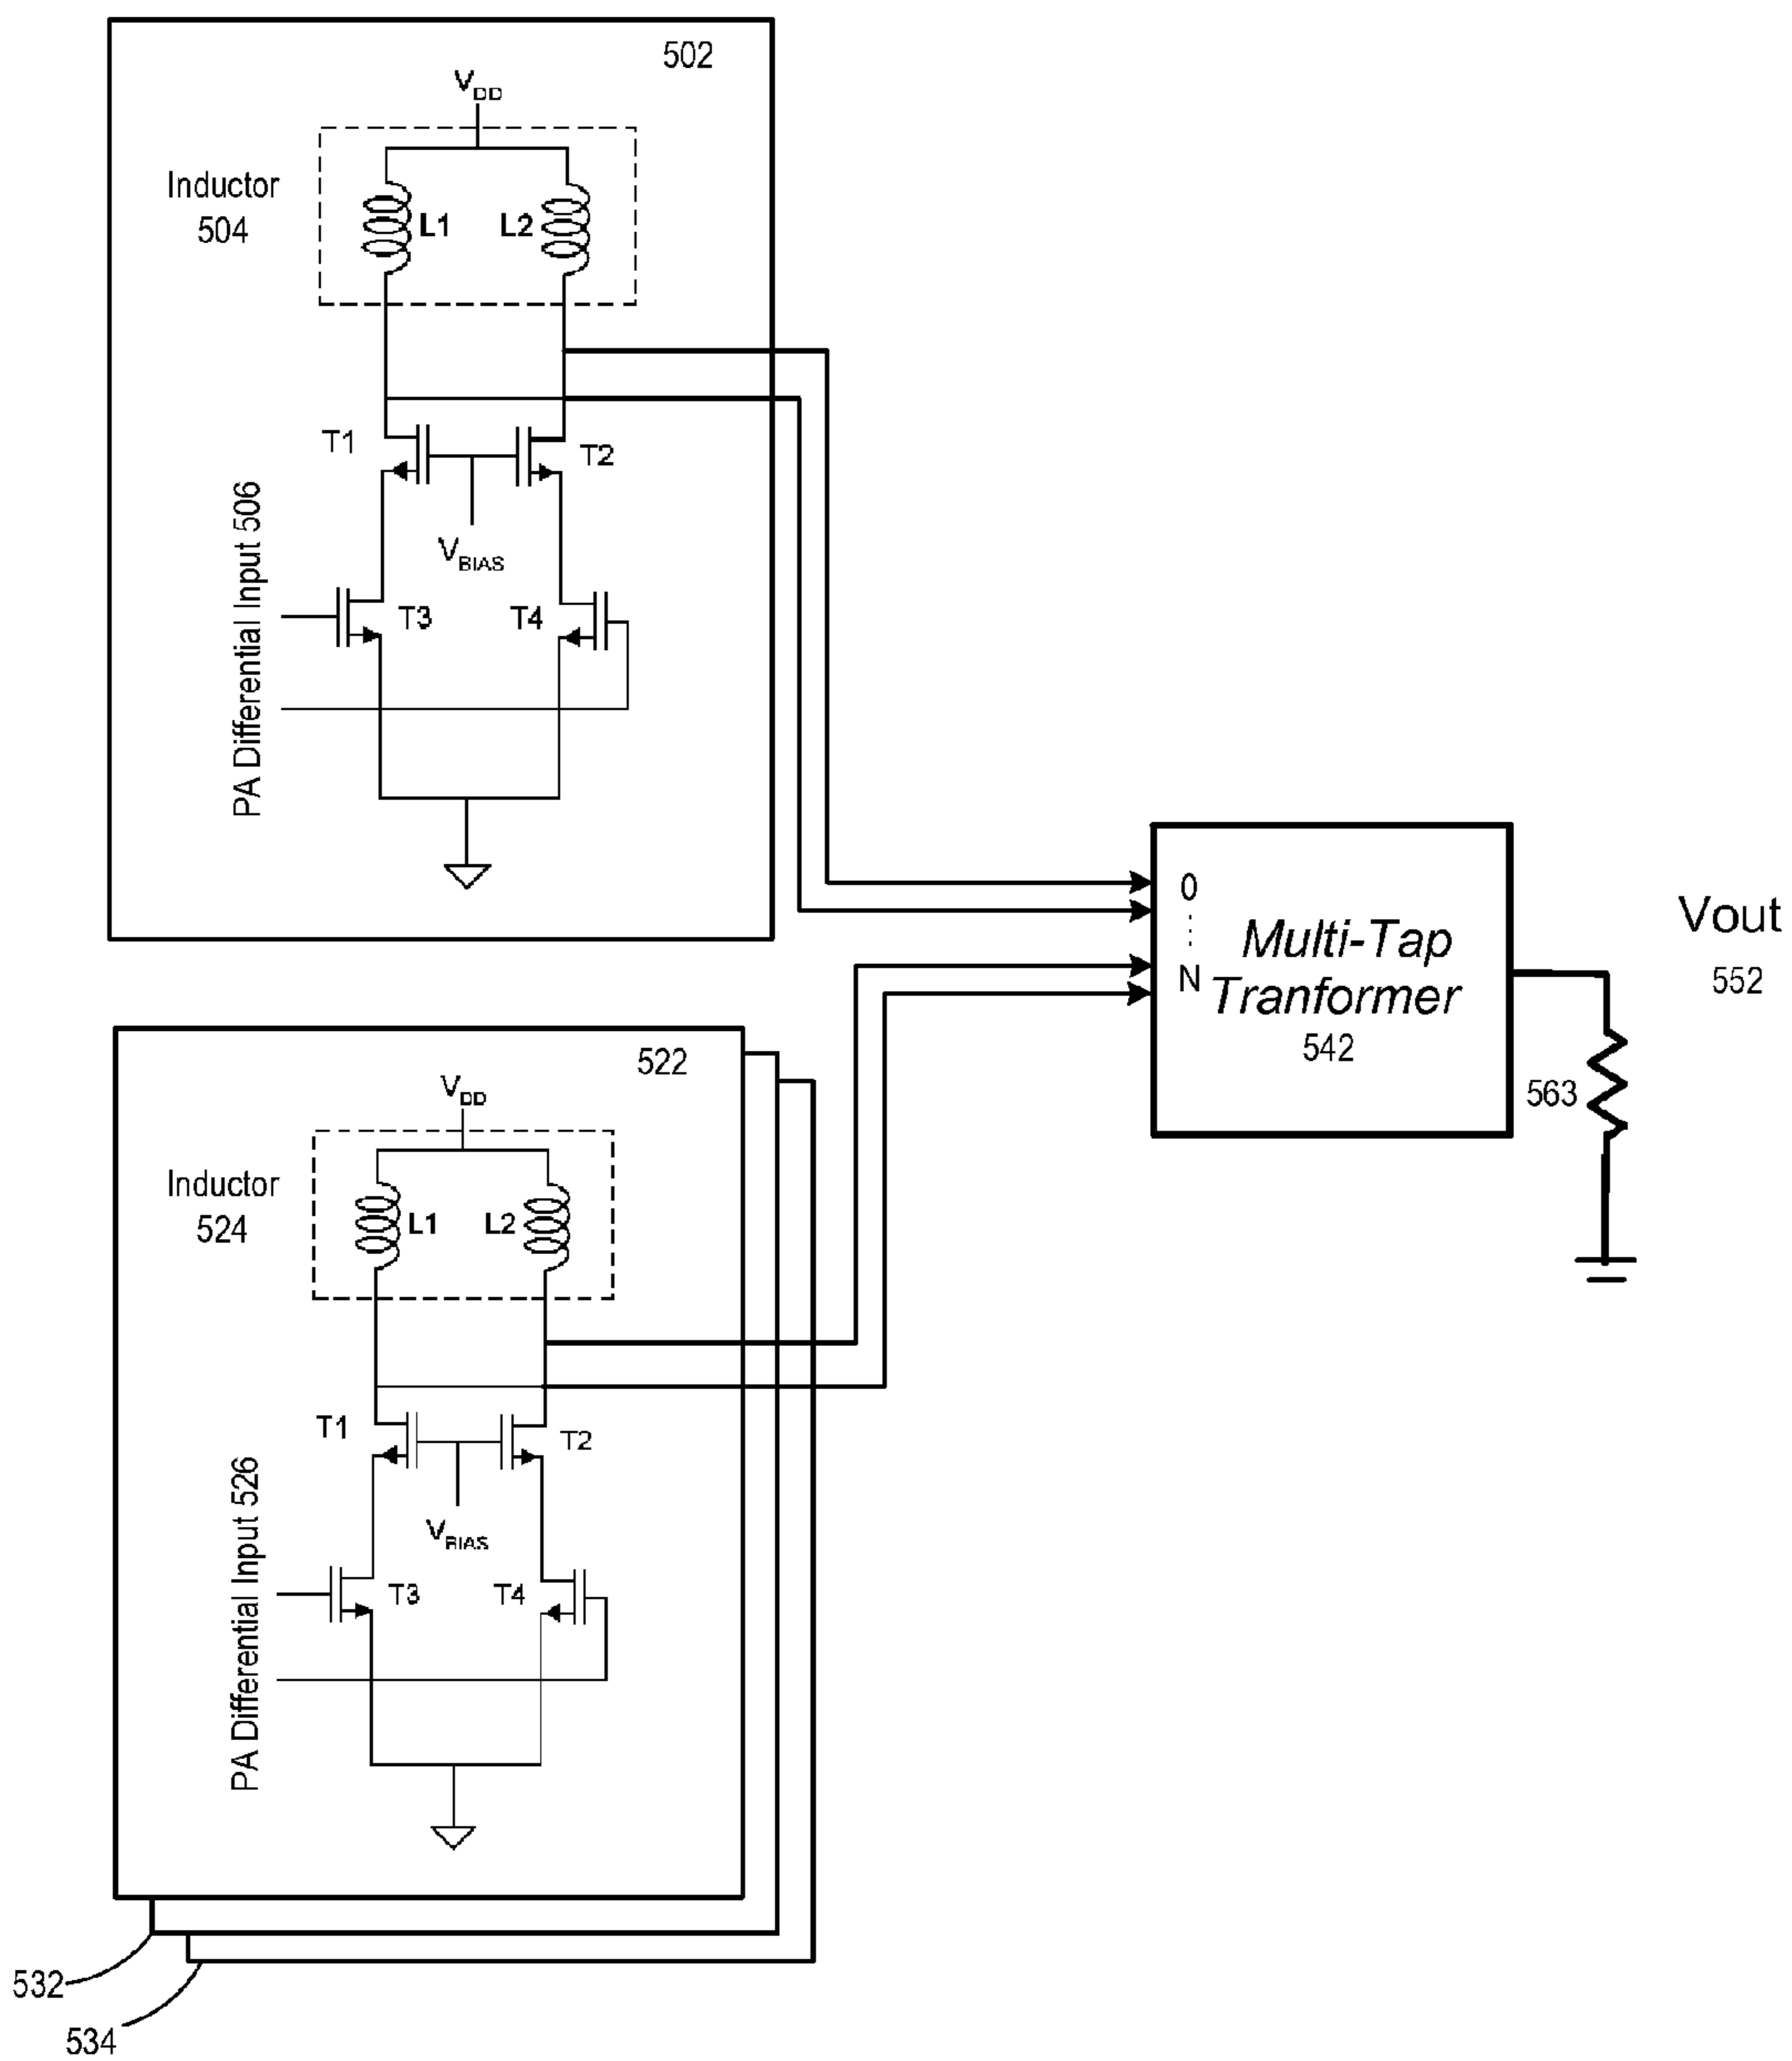 502
VDD
Inductor
504
L1
L2
T1
T2
VBIAS
PA Differential Input 506
T3
T4
0
N
Multi-Tap
Tranformer
542
Vout
552
563
522
VDD
Inductor
524
L1
L2
T1
T2
VBIAS
PA Differential Input 526
T3
T4
532
534